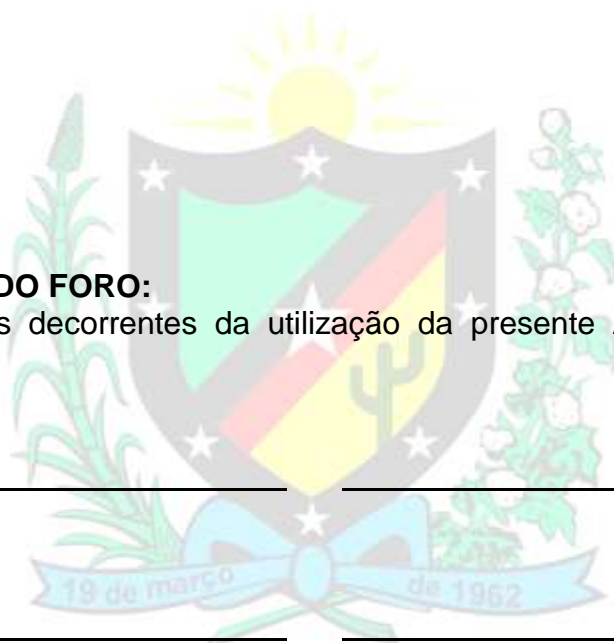 DO FORO:
s decorrentes da utilização da presente
19 de março de 1962